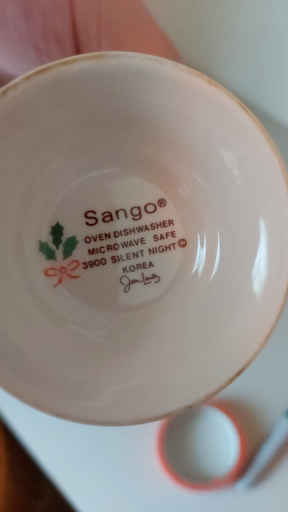 Sango®
OVEN DISHWASHER
MICROWAVE SAFE
3900 SILENT NIGHT©
KOREA